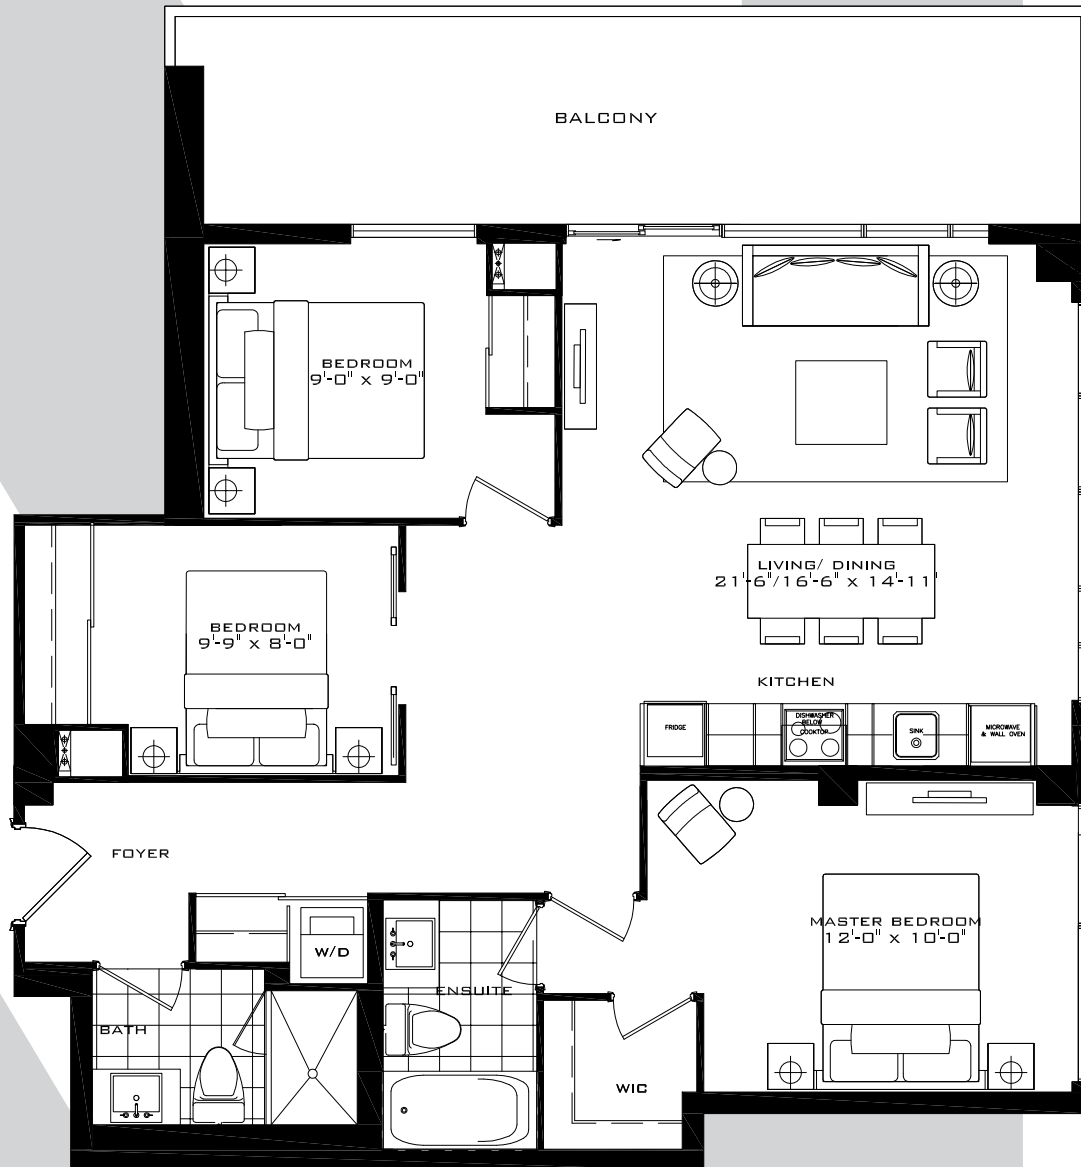 BALCONY
BEDROOM
9'-0" x 9'-0"
LIVING/ DINING
21'-6"/16'-6" x 14'-11"
BEDROOM
9'-9" x 8'-0"
KITCHEN
FRIDGE
DISHWASHER
BELOW
COOKTOP
SINK
MICROWAVE
& WALL OVEN
FOYER
MASTER BEDROOM
12'-0" x 10'-0"
W/D
ENSUITE
BATH
WIC